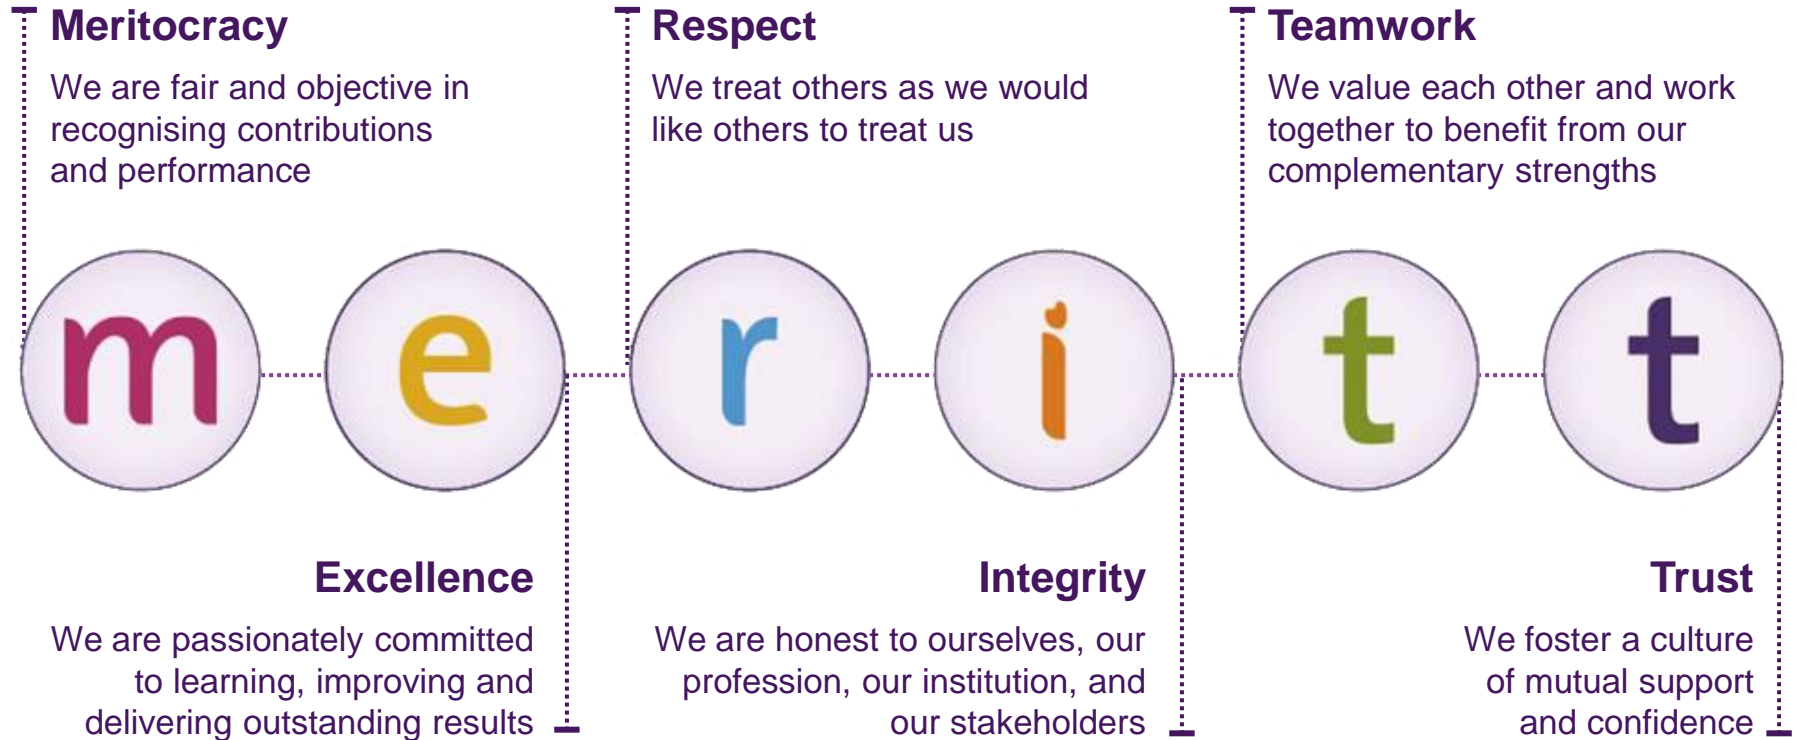 Meritocracy
We are fair and objective in
recognising contributions
and performance
Respect
We treat others as we would
like others to treat us
Teamwork
We value each other and work
together to benefit from our
complementary strengths
m e r i t t
Excellence
We are passionately committed
to learning, improving and
delivering outstanding results
Integrity
We are honest to ourselves, our
profession, our institution, and
our stakeholders
Trust
We foster a culture
of mutual support
and confidence